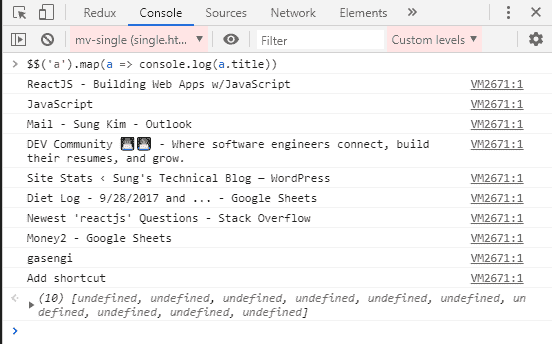 Redux Console Sources Network Memory »
mv-single (single.ht... ▼ Filter Custom levels ▼
> $$('a').map(a => console.log(a.title))
ReactJS - Building Web Apps w/JavaScript VM2671:1
JavaScript VM2671:1
Mail - Sung Kim - Outlook VM2671:1
DEV Community 👩‍💻👨‍💻 - Where software engineers connect, build VM2671:1
their resumes, and grow.
Site Stats ‹ Sung's Technical Blog — WordPress VM2671:1
Diet Log - 9/28/2017 and ... - Google Sheets VM2671:1
Newest 'reactjs' Questions - Stack Overflow VM2671:1
Money2 - Google Sheets VM2671:1
gasengi VM2671:1
Add shortcut VM2671:1
(10) [undefined, undefined, undefined, undefined, undefined, undefined, un
defined, undefined, undefined, undefined]